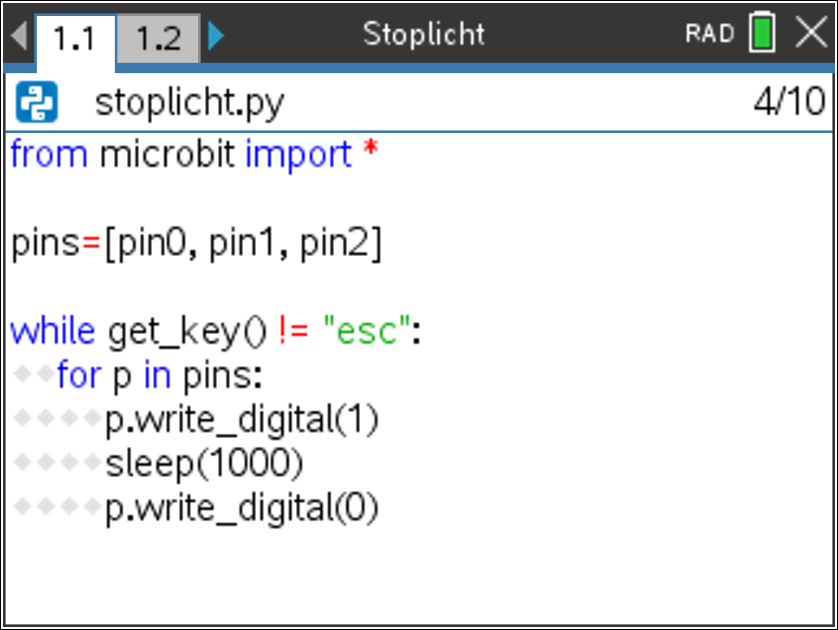 1.1 1.2 Stoplicht RAD
stoplicht.py 4/10
from microbit import *
pins=[pin0, pin1, pin2]
while get_key() != "esc":
for p in pins:
p.write_digital(1)
sleep(1000)
p.write_digital(0)